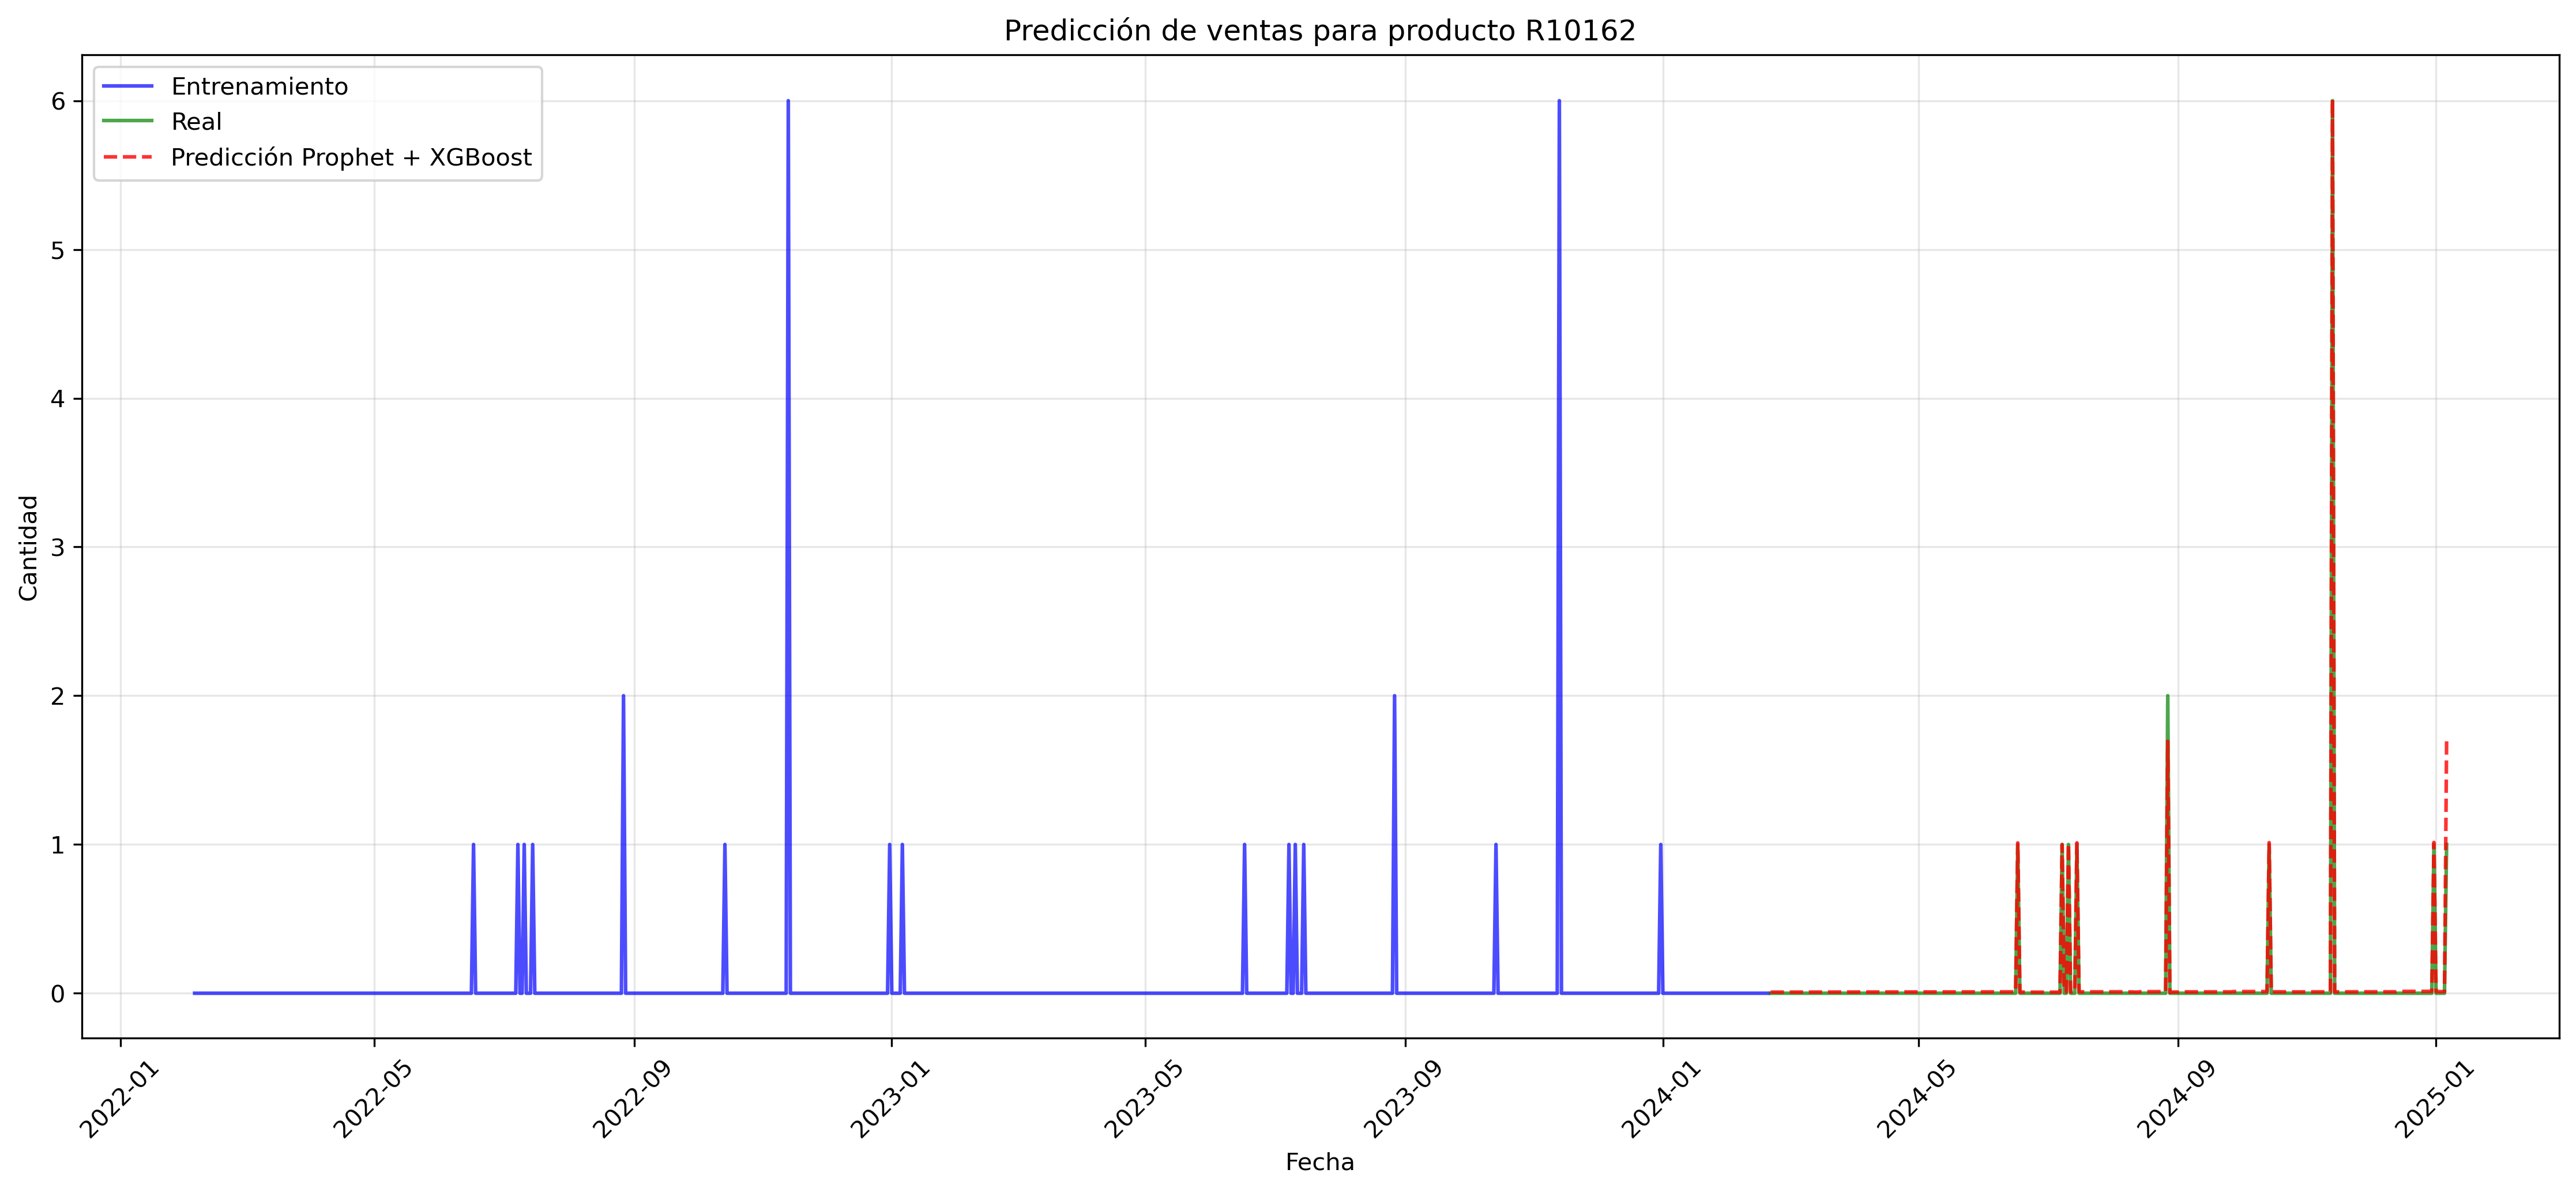 Predicción de ventas para producto R10162
Entrenamiento
Real
Predicción Prophet + XGBoost
6
5
4
3
2
1
0
Cantidad
2022-01
2022-05
2022-09
2023-01
2023-05
2023-09
2024-01
2024-05
2024-09
2025-01
Fecha